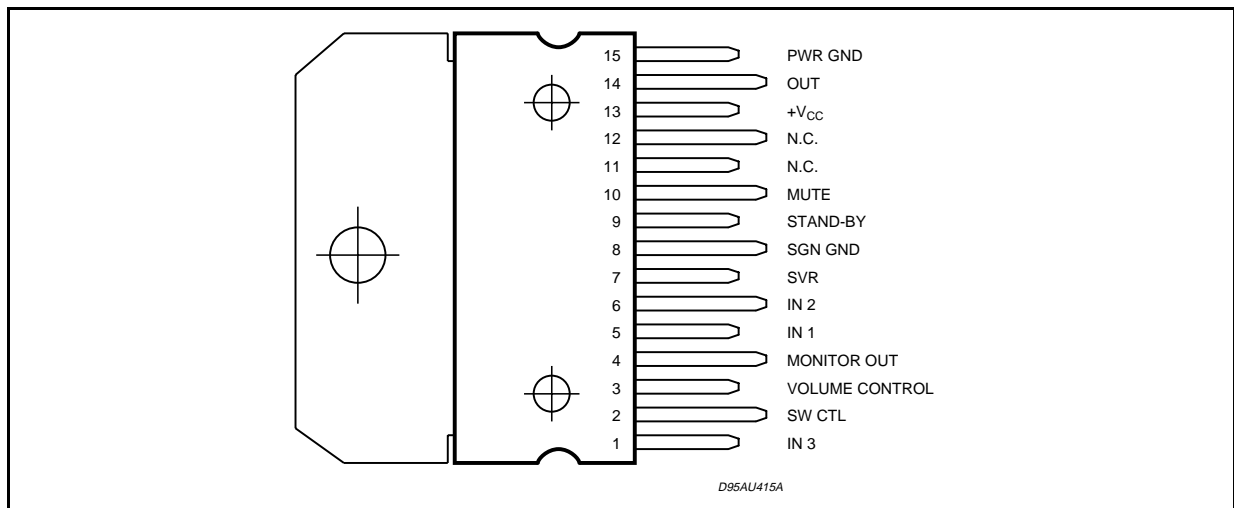 15 PWR GND
14 OUT
13 +VCC
12 N.C.
11 N.C.
10 MUTE
9 STAND-BY
8 SGN GND
7 SVR
6 IN 2
5 IN 1
4 MONITOR OUT
3 VOLUME CONTROL
2 SW CTL
1 IN 3
D95AU415A